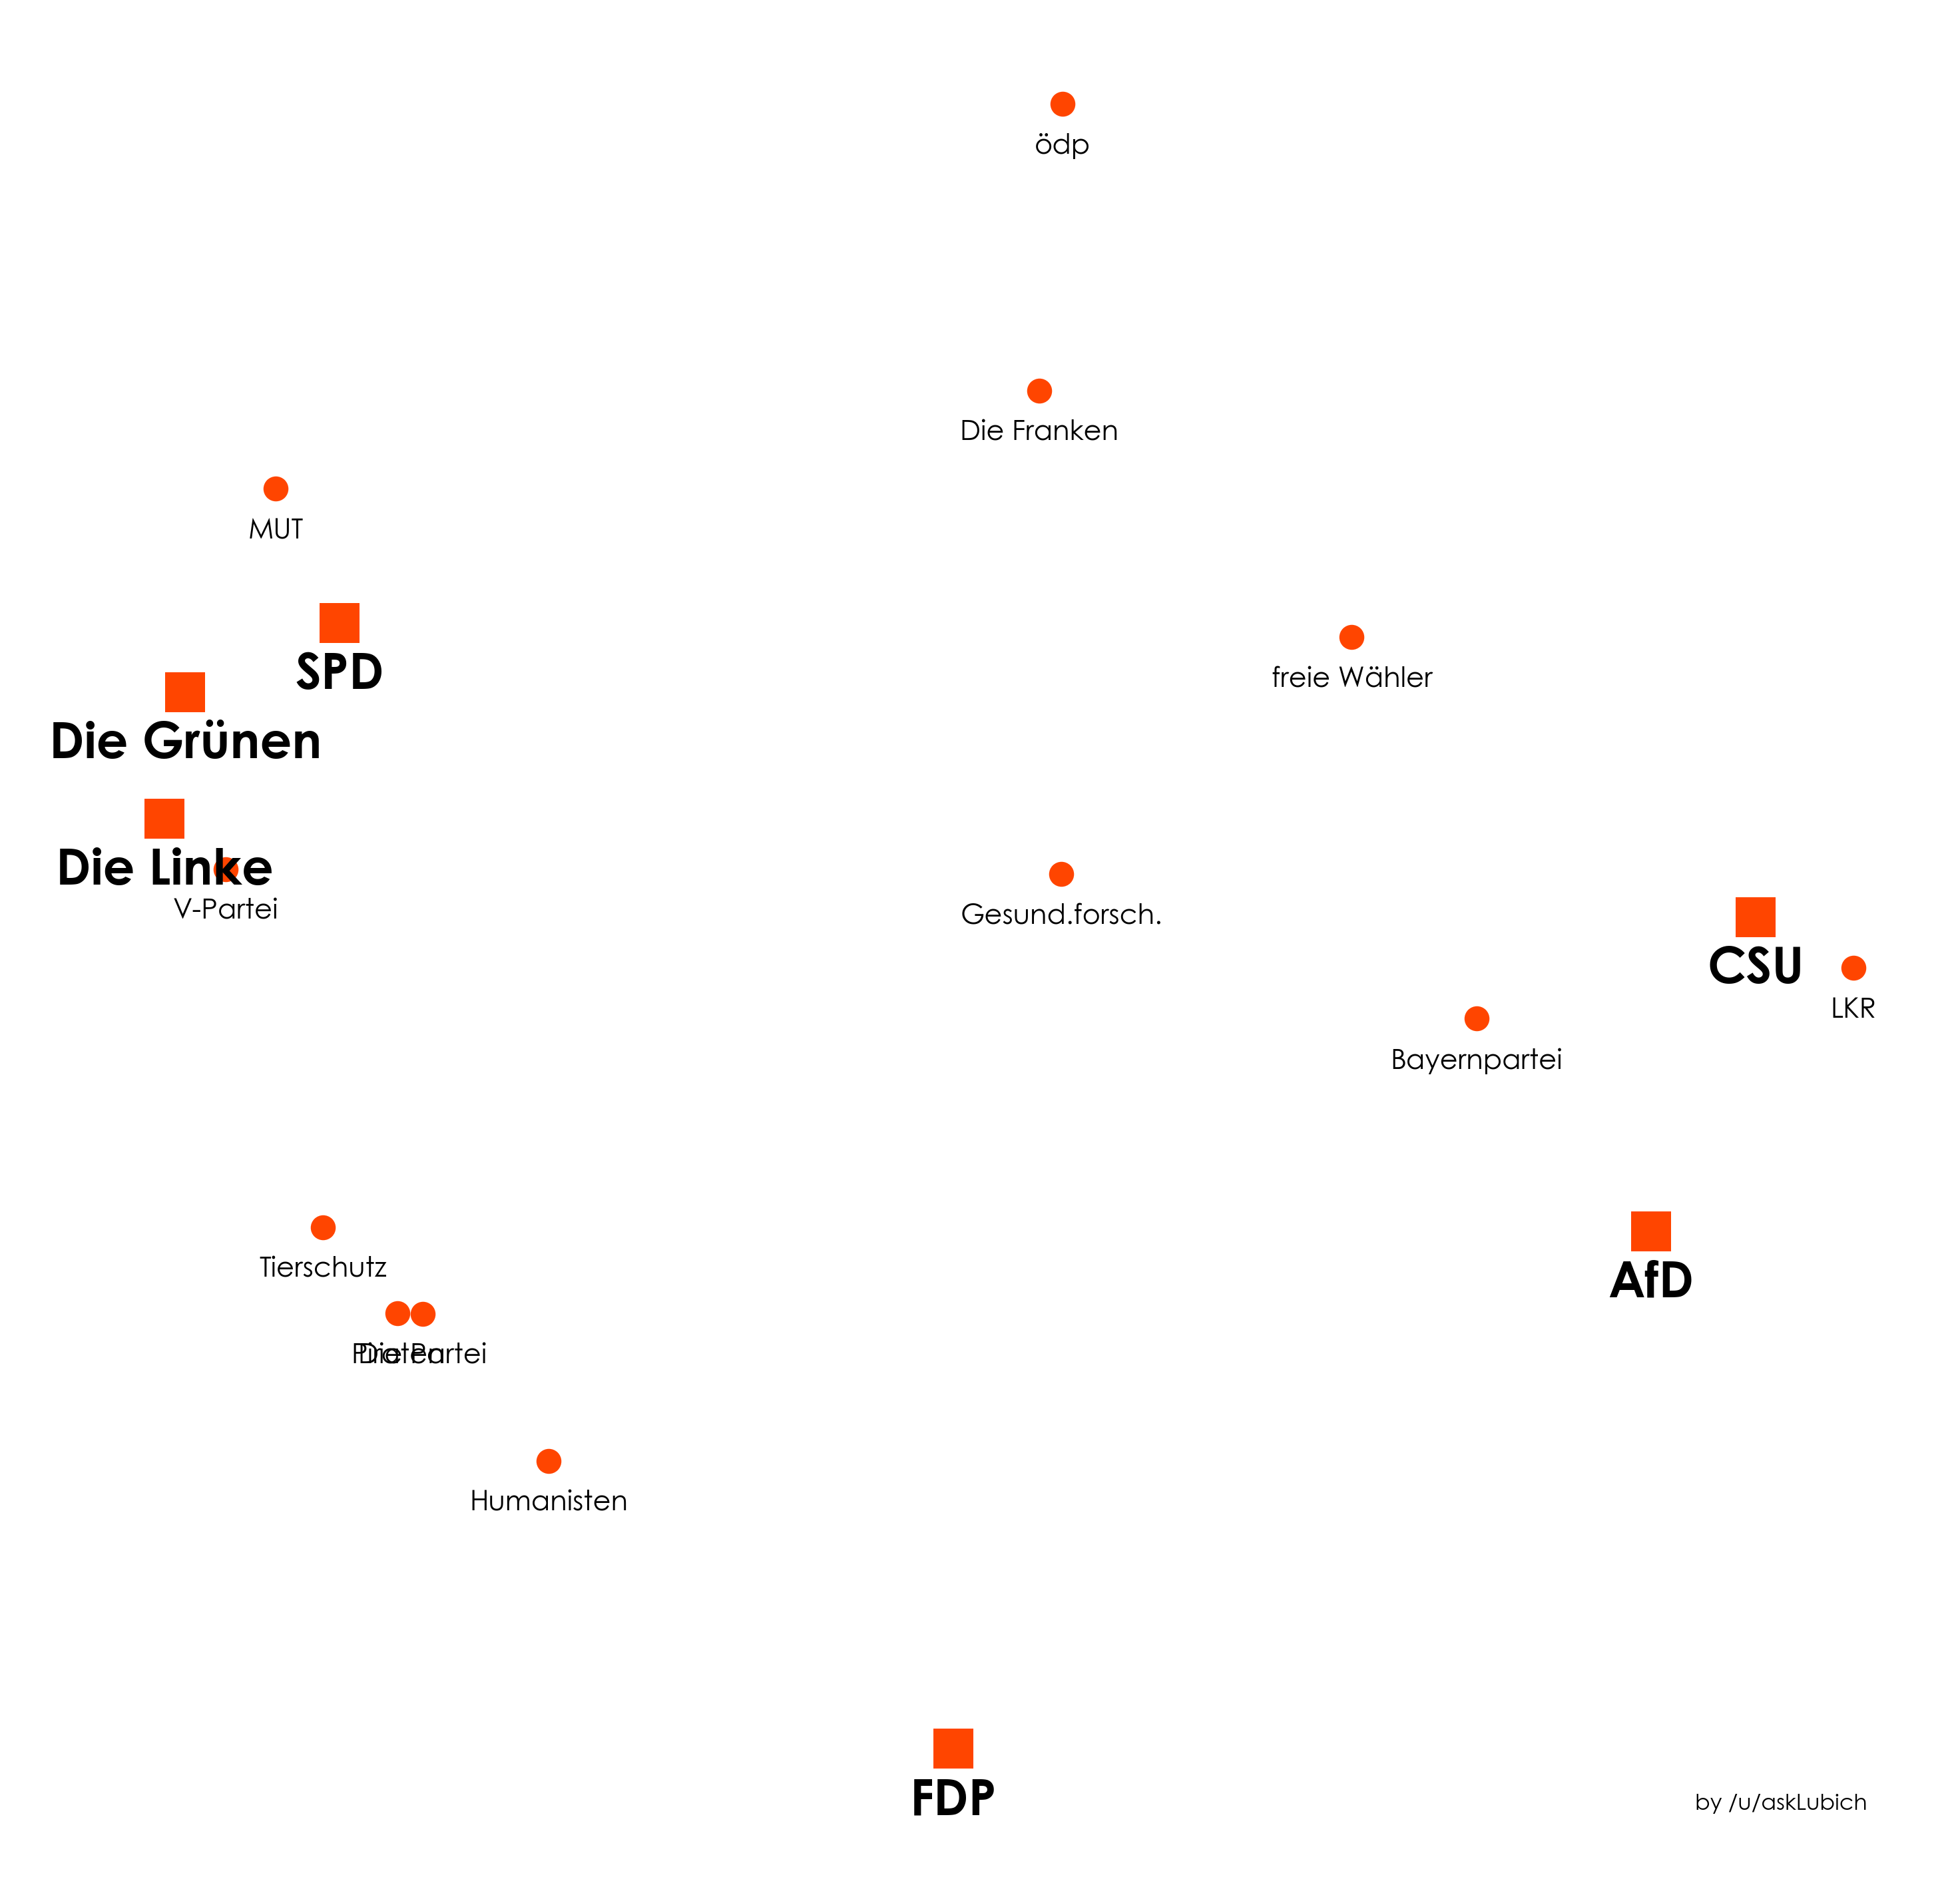 ödp
Die Franken
MUT
SPD
freie Wähler
Die Grünen
Die Linke
V-Partei
Gesund.forsch.
CSU
LKR
Bayernpartei
Tierschutz
AfD
Piraten
Die Partei
Humanisten
FDP
by /u/askLubich